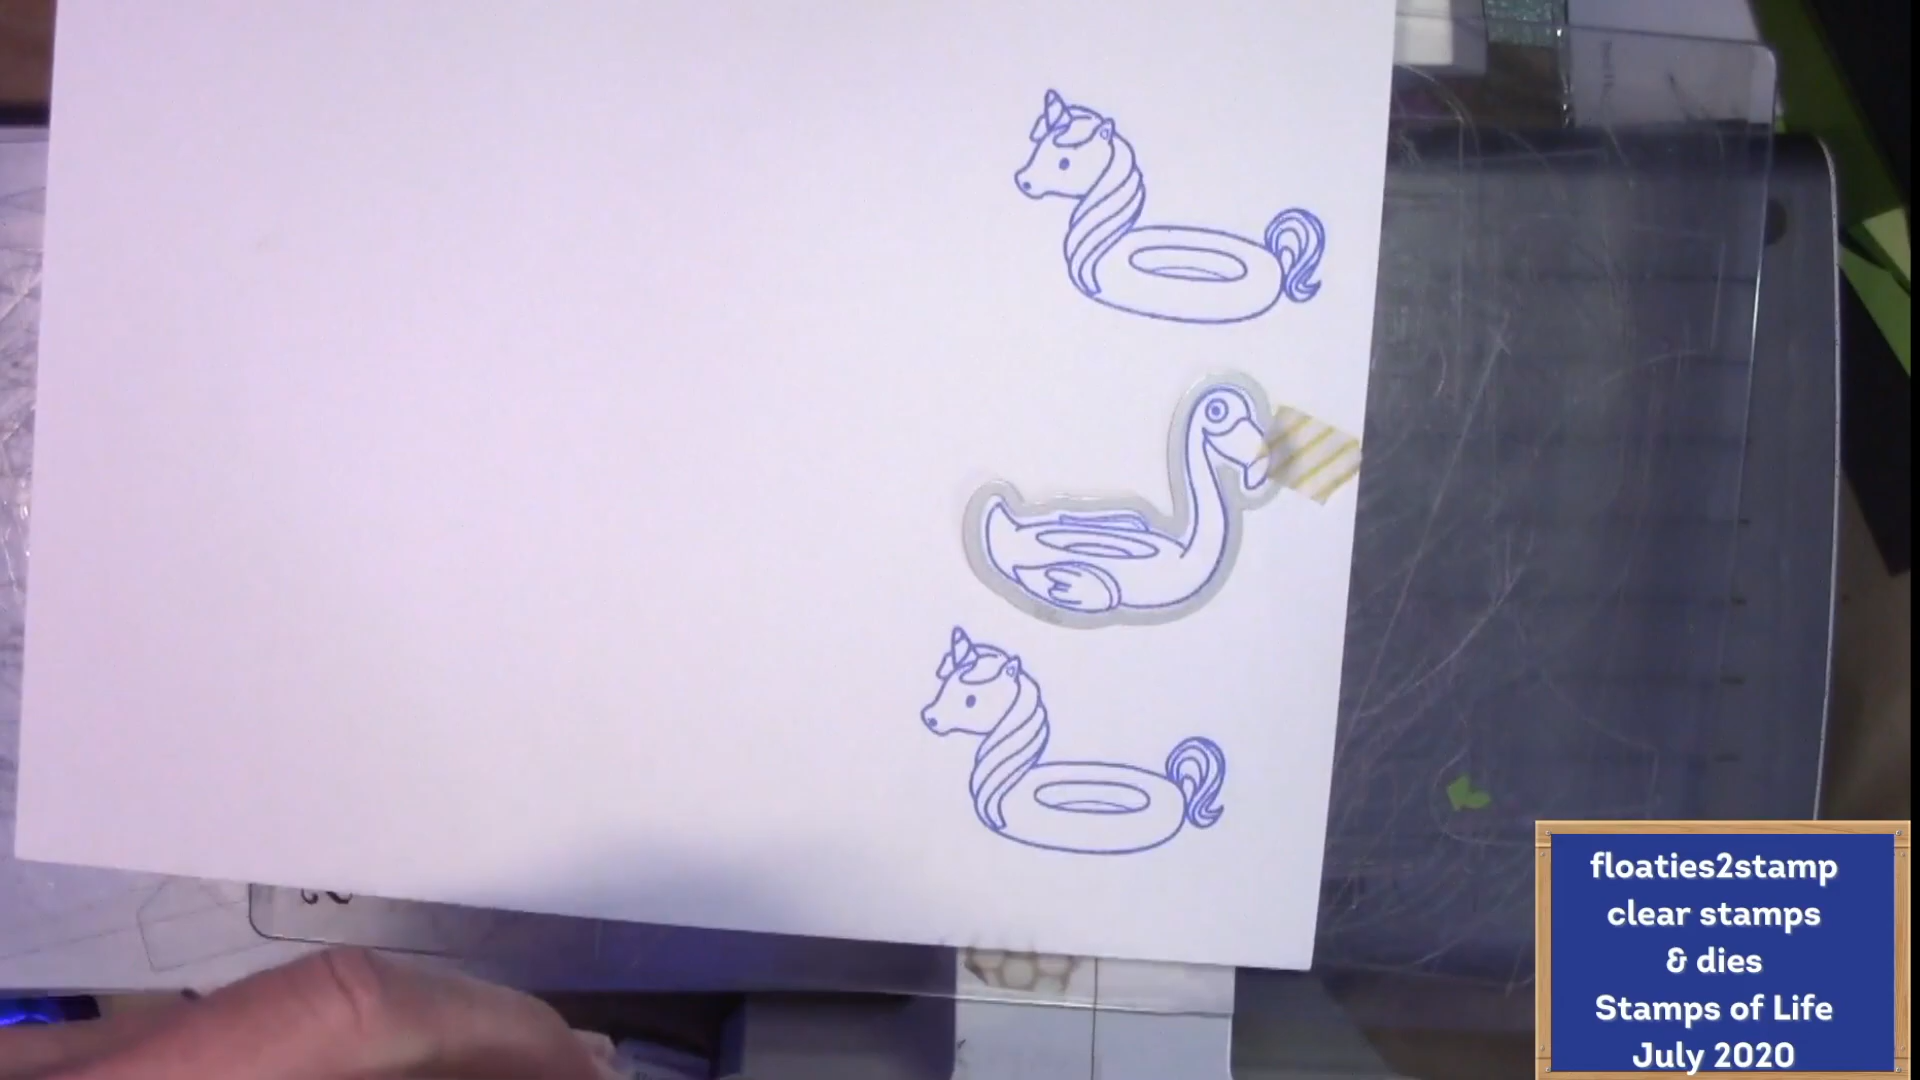 floaties2stamp
clear stamps
& dies
Stamps of Life
July 2020